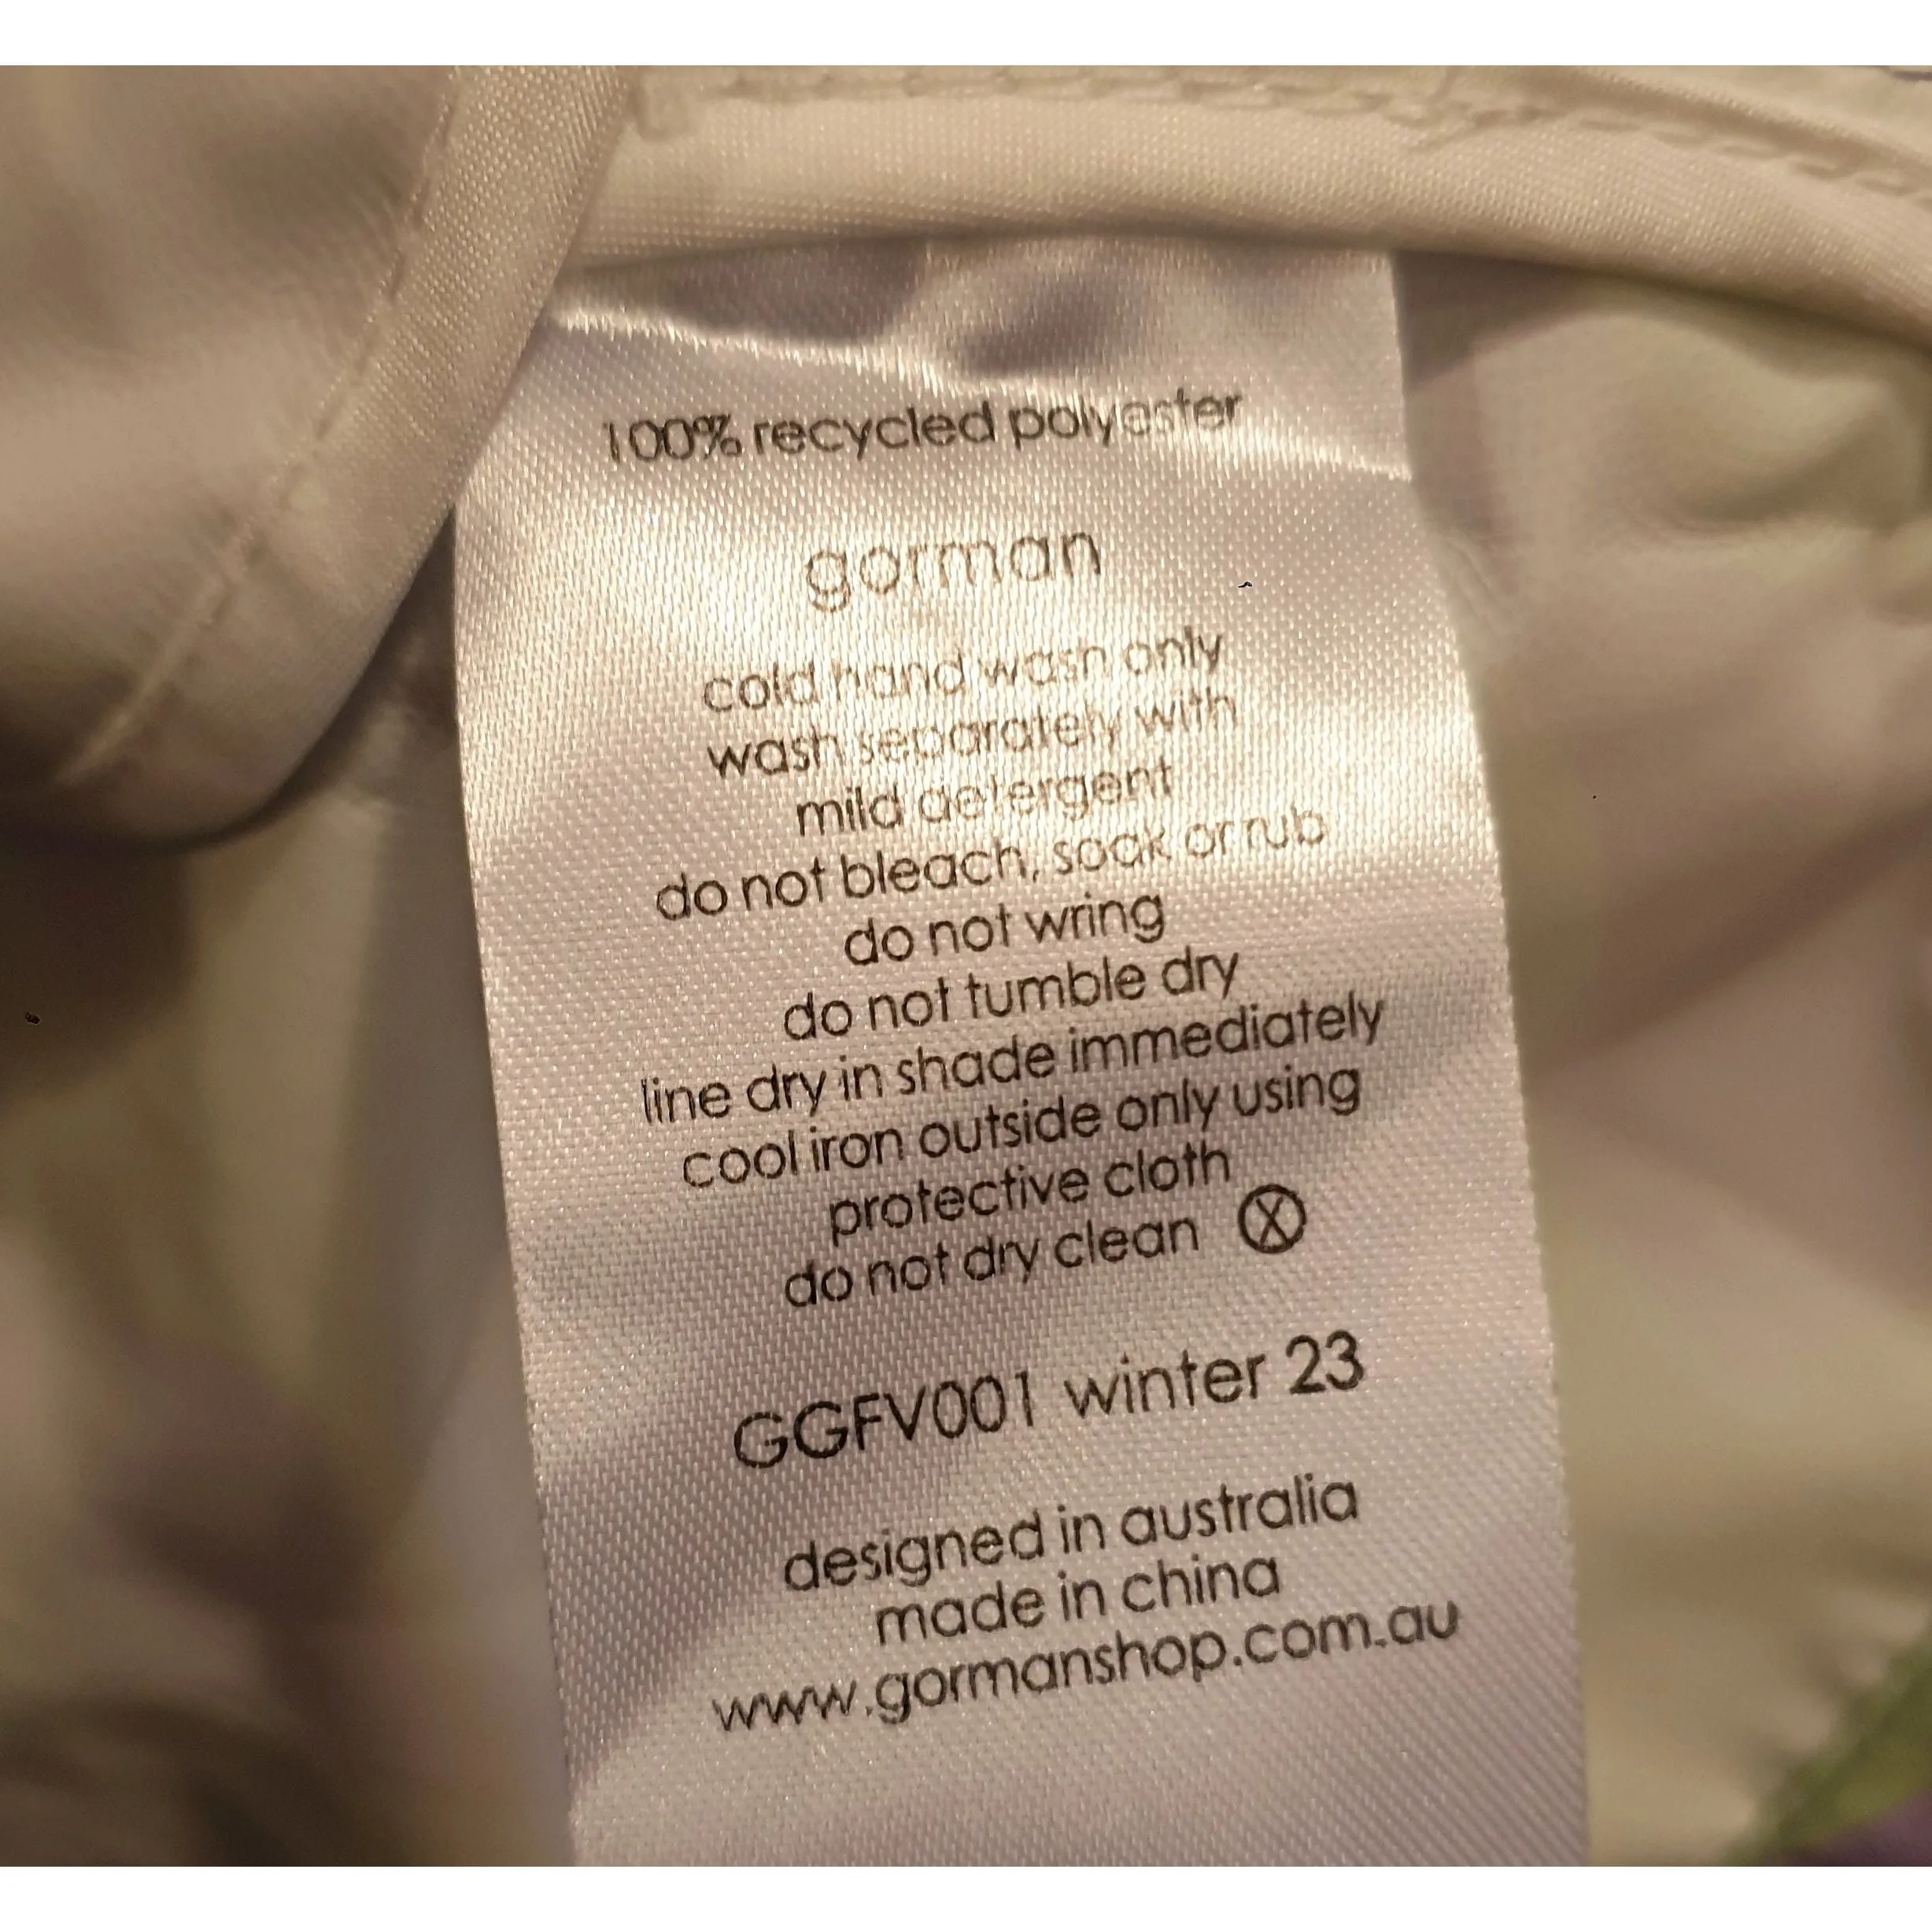 100% recycled polyester
gorman
cold hand wash only
wash separately with
mild detergent
do not bleach, soak or rub
do not wring
do not tumble dry
line dry in shade immediately
cool iron outside only using
protective cloth
do not dry clean Ⓧ
GGFV001 winter 23
designed in australia
made in china
www.gormanshop.com.au